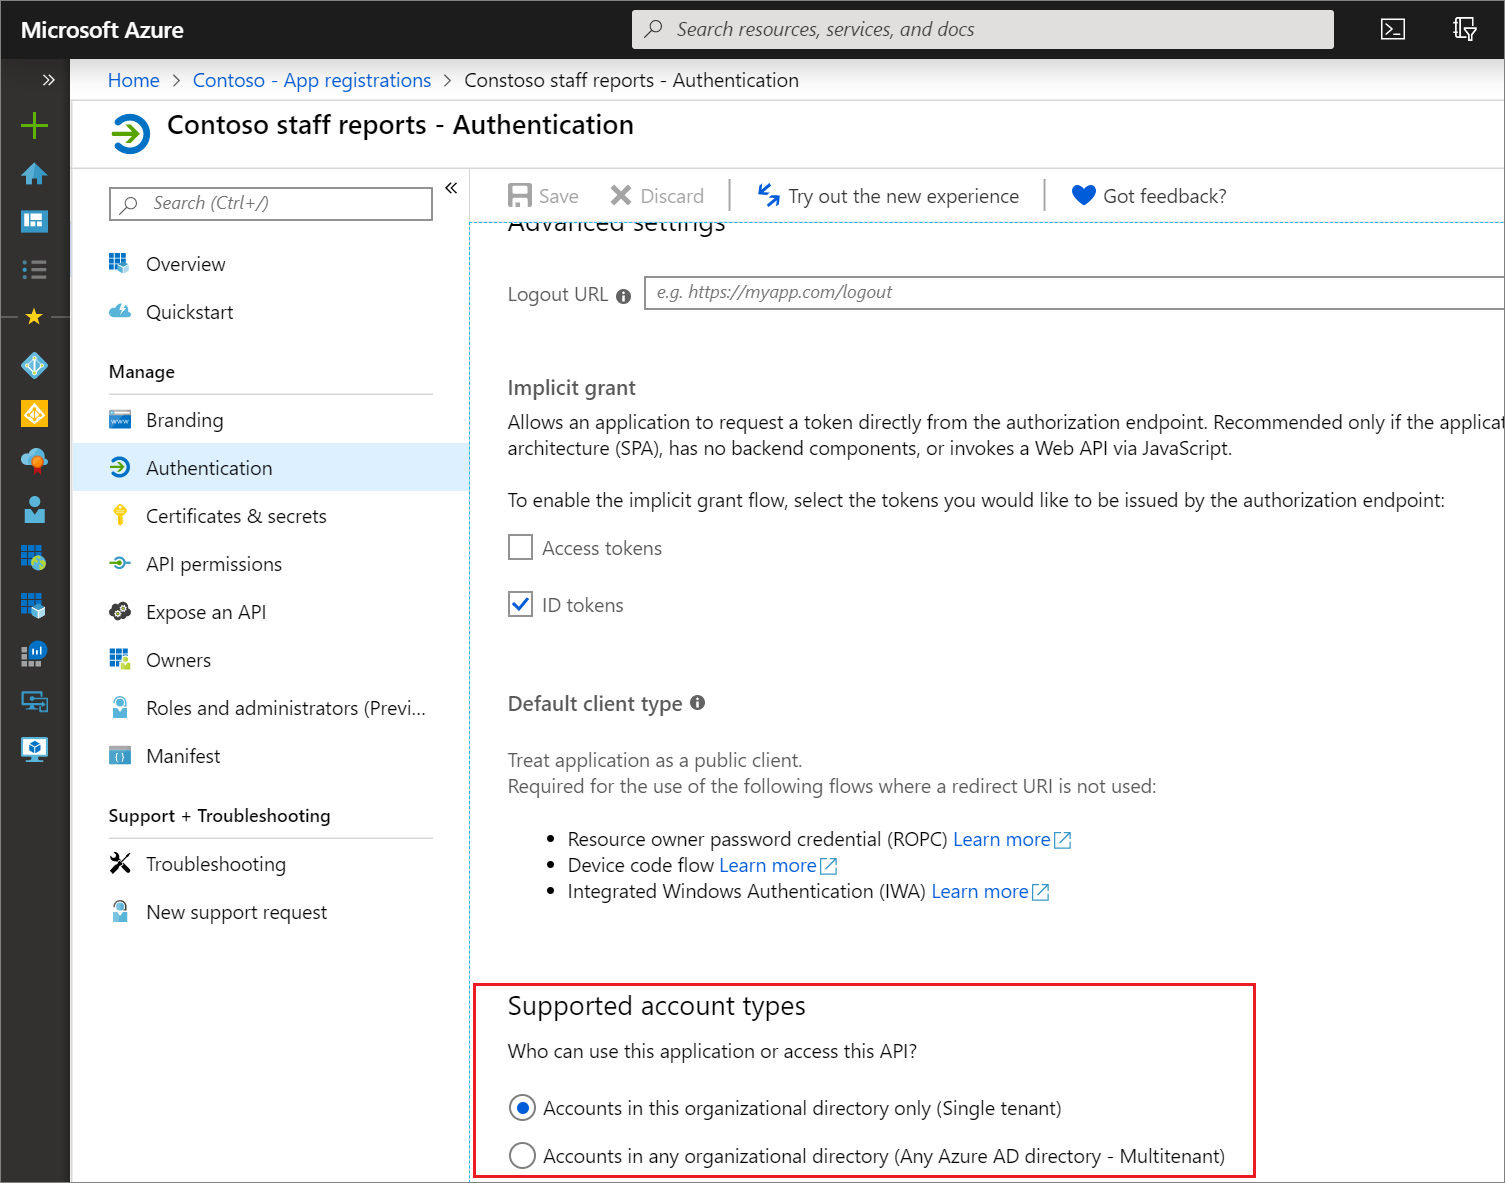 Microsoft Azure
Search resources, services, and docs
Home > Contoso - App registrations > Constoso staff reports - Authentication
Contoso staff reports - Authentication
Search (Ctrl+/)
Overview
Quickstart
Manage
Branding
Authentication
Certificates & secrets
API permissions
Expose an API
Owners
Roles and administrators (Previ...
Manifest
Support + Troubleshooting
Troubleshooting
New support request
Save Discard Try out the new experience Got feedback?
Advanced settings
Logout URL e.g. https://myapp.com/logout
Implicit grant
Allows an application to request a token directly from the authorization endpoint. Recommended only if the applicat
architecture (SPA), has no backend components, or invokes a Web API via JavaScript.
To enable the implicit grant flow, select the tokens you would like to be issued by the authorization endpoint:
Access tokens
ID tokens
Default client type
Treat application as a public client.
Required for the use of the following flows where a redirect URI is not used:
• Resource owner password credential (ROPC) Learn more
• Device code flow Learn more
• Integrated Windows Authentication (IWA) Learn more
Supported account types
Who can use this application or access this API?
Accounts in this organizational directory only (Single tenant)
Accounts in any organizational directory (Any Azure AD directory - Multitenant)